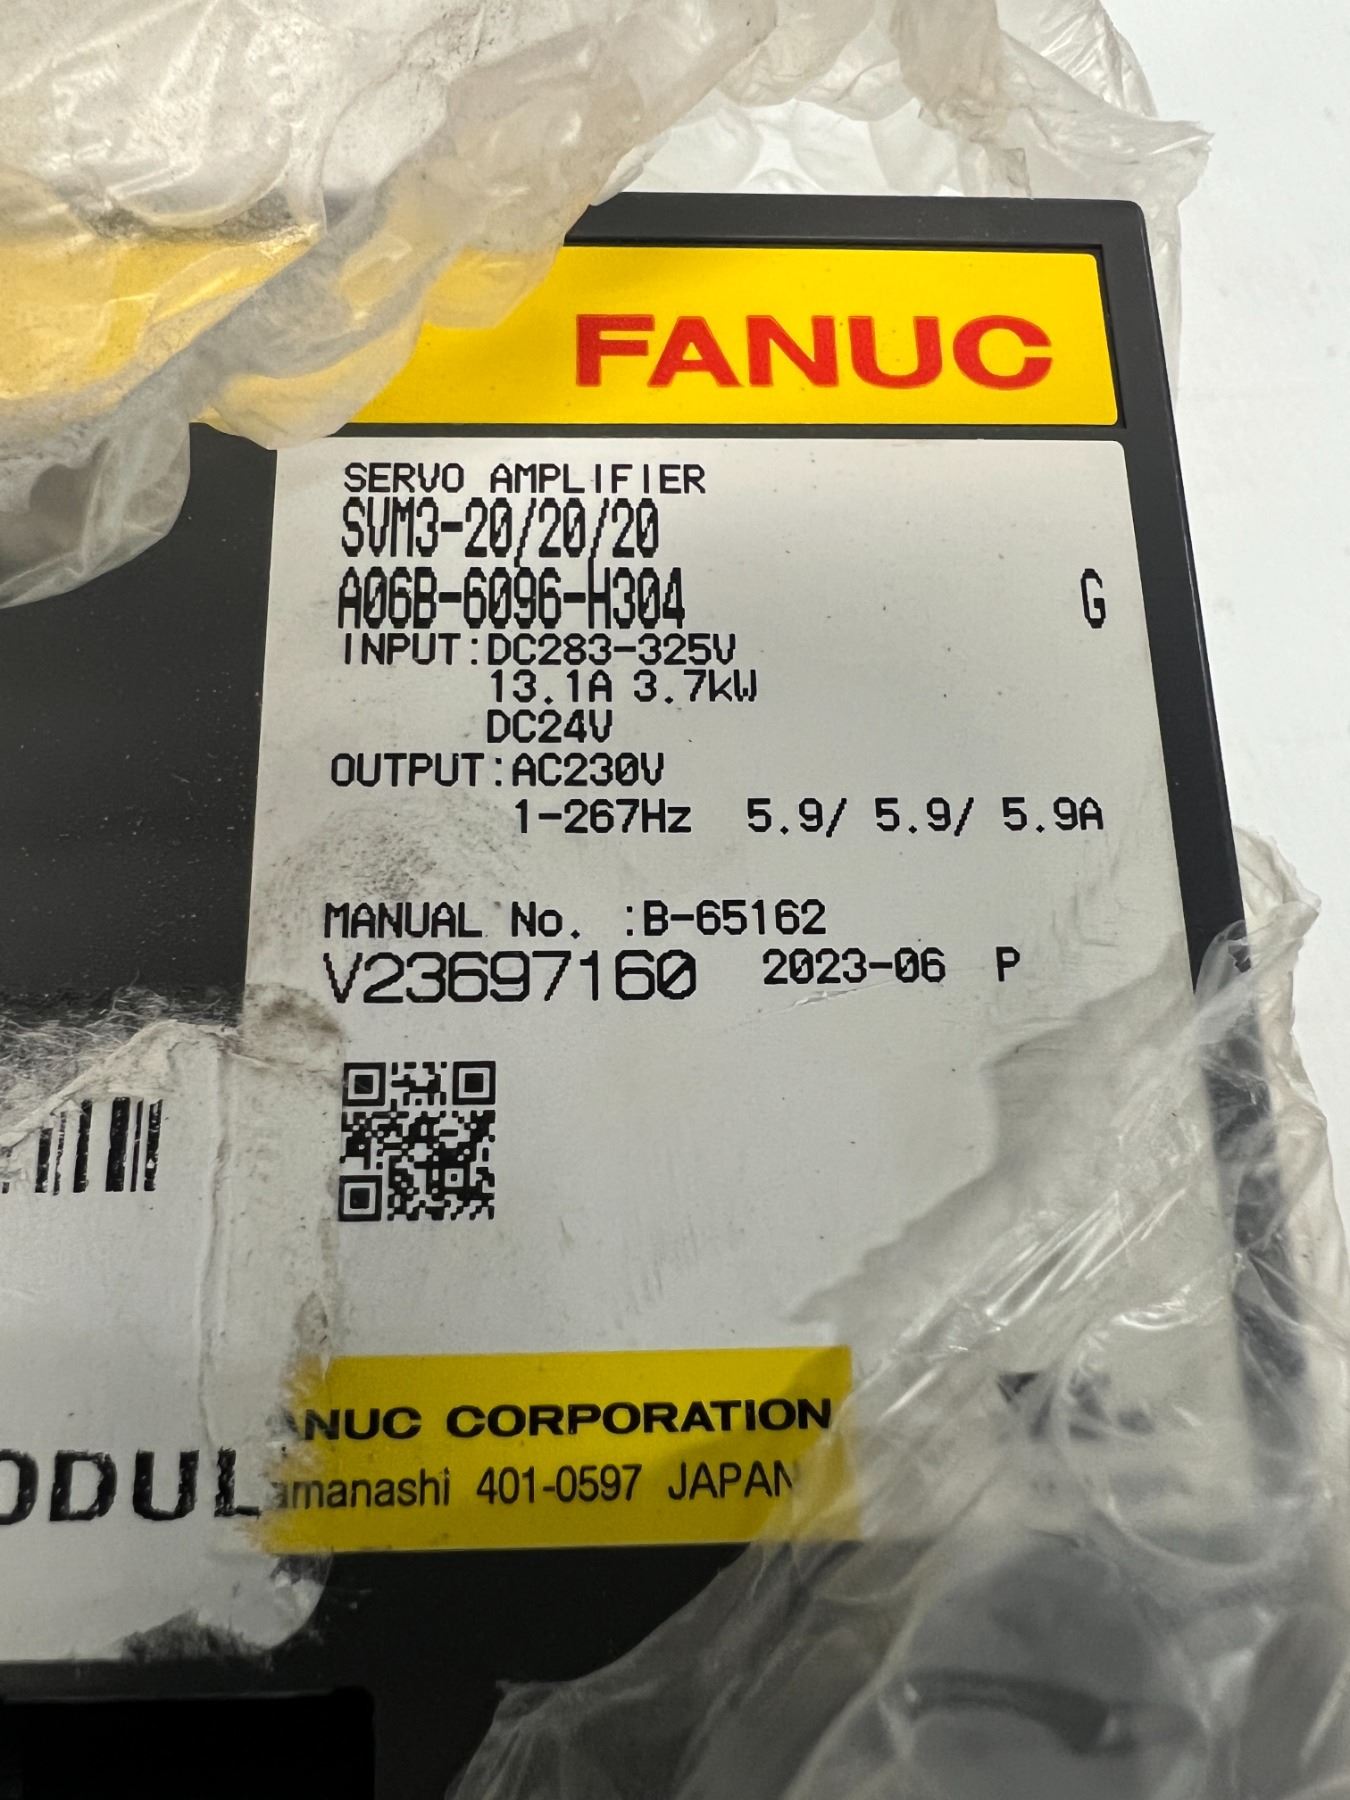 FANUC
SERVO AMPLIFIER
SVM3-20/20/20
A06B-6096-H304 G
INPUT:DC283-325V
13.1A 3.7kW
DC24V
OUTPUT:AC230V
1-267Hz 5.9/ 5.9/ 5.9A
MANUAL No. :B-65162
V23697160 2023-06 P
ANUC CORPORATION
amanashi 401-0597 JAPAN
ODUL